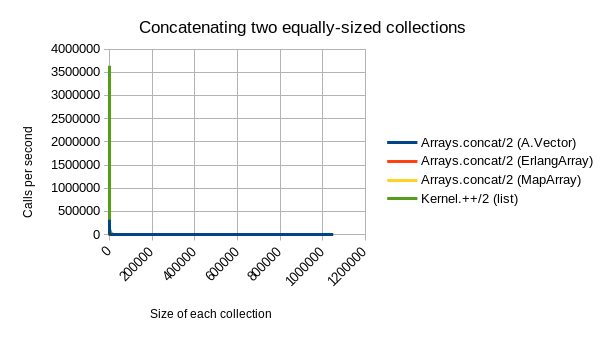 Concatenating two equally-sized collections
Calls per second
4000000
3500000
3000000
2500000
2000000
1500000
1000000
500000
0
0
200000
400000
600000
800000
1000000
1200000
Size of each collection
Arrays.concat/2 (A.Vector)
Arrays.concat/2 (ErlangArray)
Arrays.concat/2 (MapArray)
Kernel.++/2 (list)